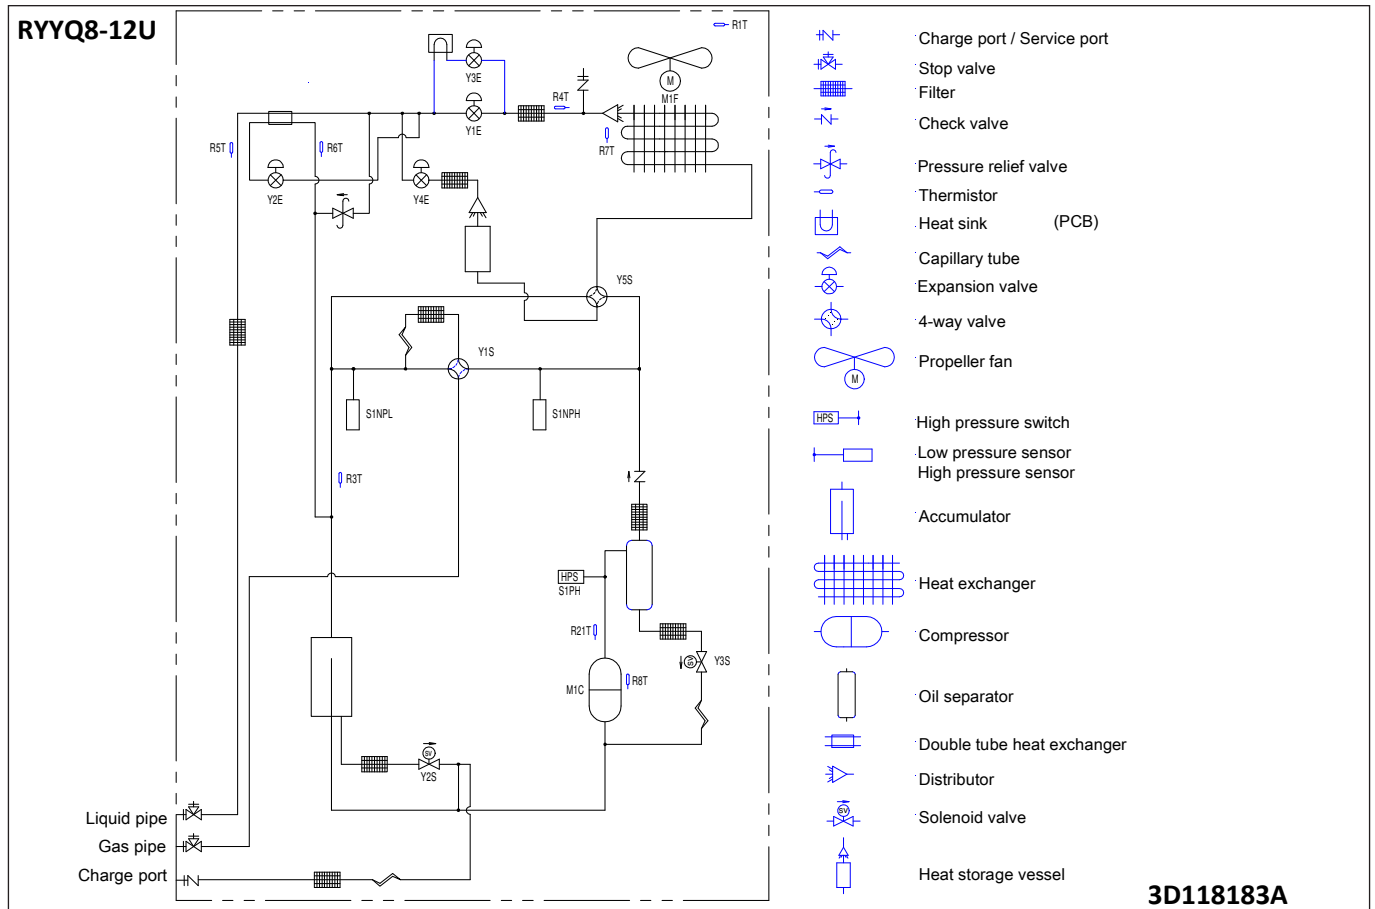 RYYQ8-12U
R1T
Y3E
M
M1F
R4T
Y1E
R7T
R5T
R6T
Y2E
Y4E
Y5S
Y1S
S1NPL
S1NPH
R3T
HPS
S1PH
R21T
M1C
R8T
SV
Y3S
SV
Y2S
Liquid pipe
Gas pipe
Charge port
Charge port / Service port
Stop valve
Filter
Check valve
Pressure relief valve
Thermistor
Heat sink (PCB)
Capillary tube
Expansion valve
4-way valve
Propeller fan
M
HPS
High pressure switch
Low pressure sensor
High pressure sensor
Accumulator
Heat exchanger
Compressor
Oil separator
Double tube heat exchanger
Distributor
SV
Solenoid valve
Heat storage vessel
3D118183A